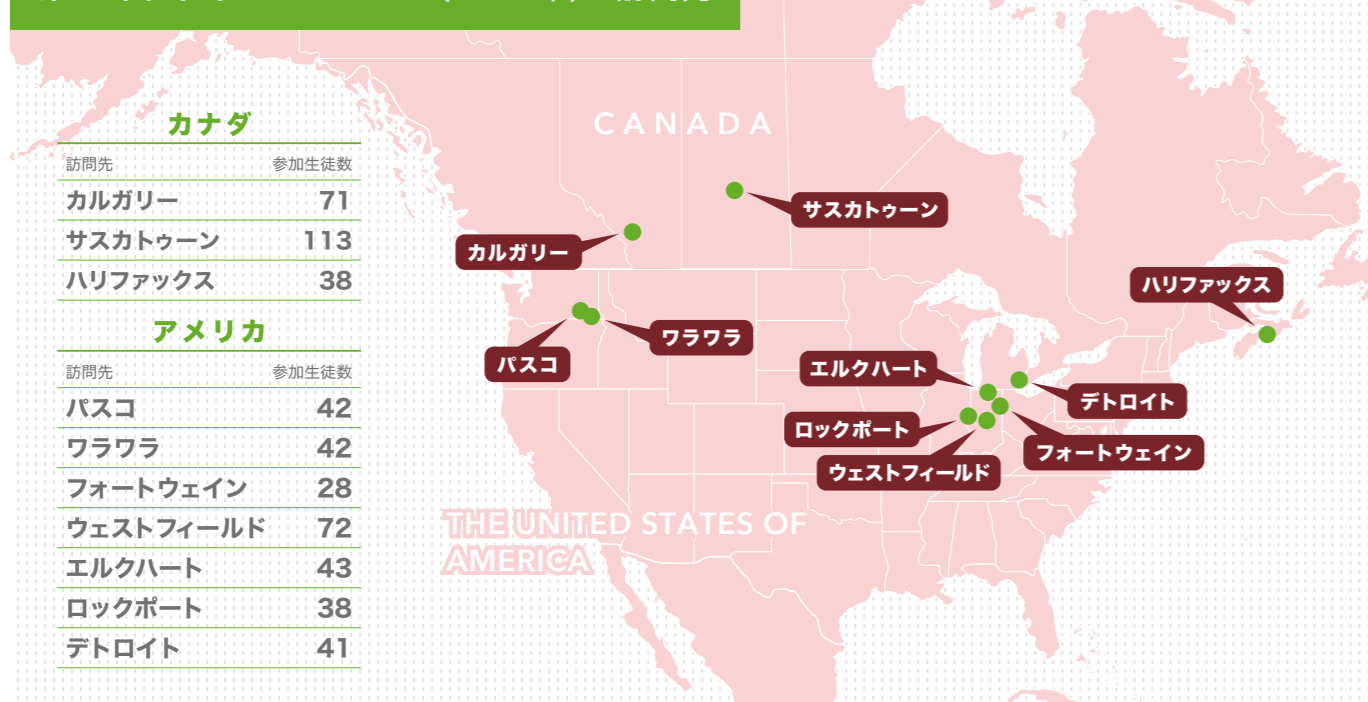 カナダ
訪問先 参加生徒数
カルガリー 71
サスカトゥーン 113
ハリファックス 38
アメリカ
訪問先 参加生徒数
パスコ 42
ワラワラ 42
フォートウェイン 28
ウェストフィールド 72
エルクハート 43
ロックポート 38
デトロイト 41
CANADA
サスカトゥーン
カルガリー
ハリファックス
ワラワラ
パスコ
エルクハート
デトロイト
ロックポート
フォートウェイン
ウェストフィールド
THE UNITED STATES OF
AMERICA